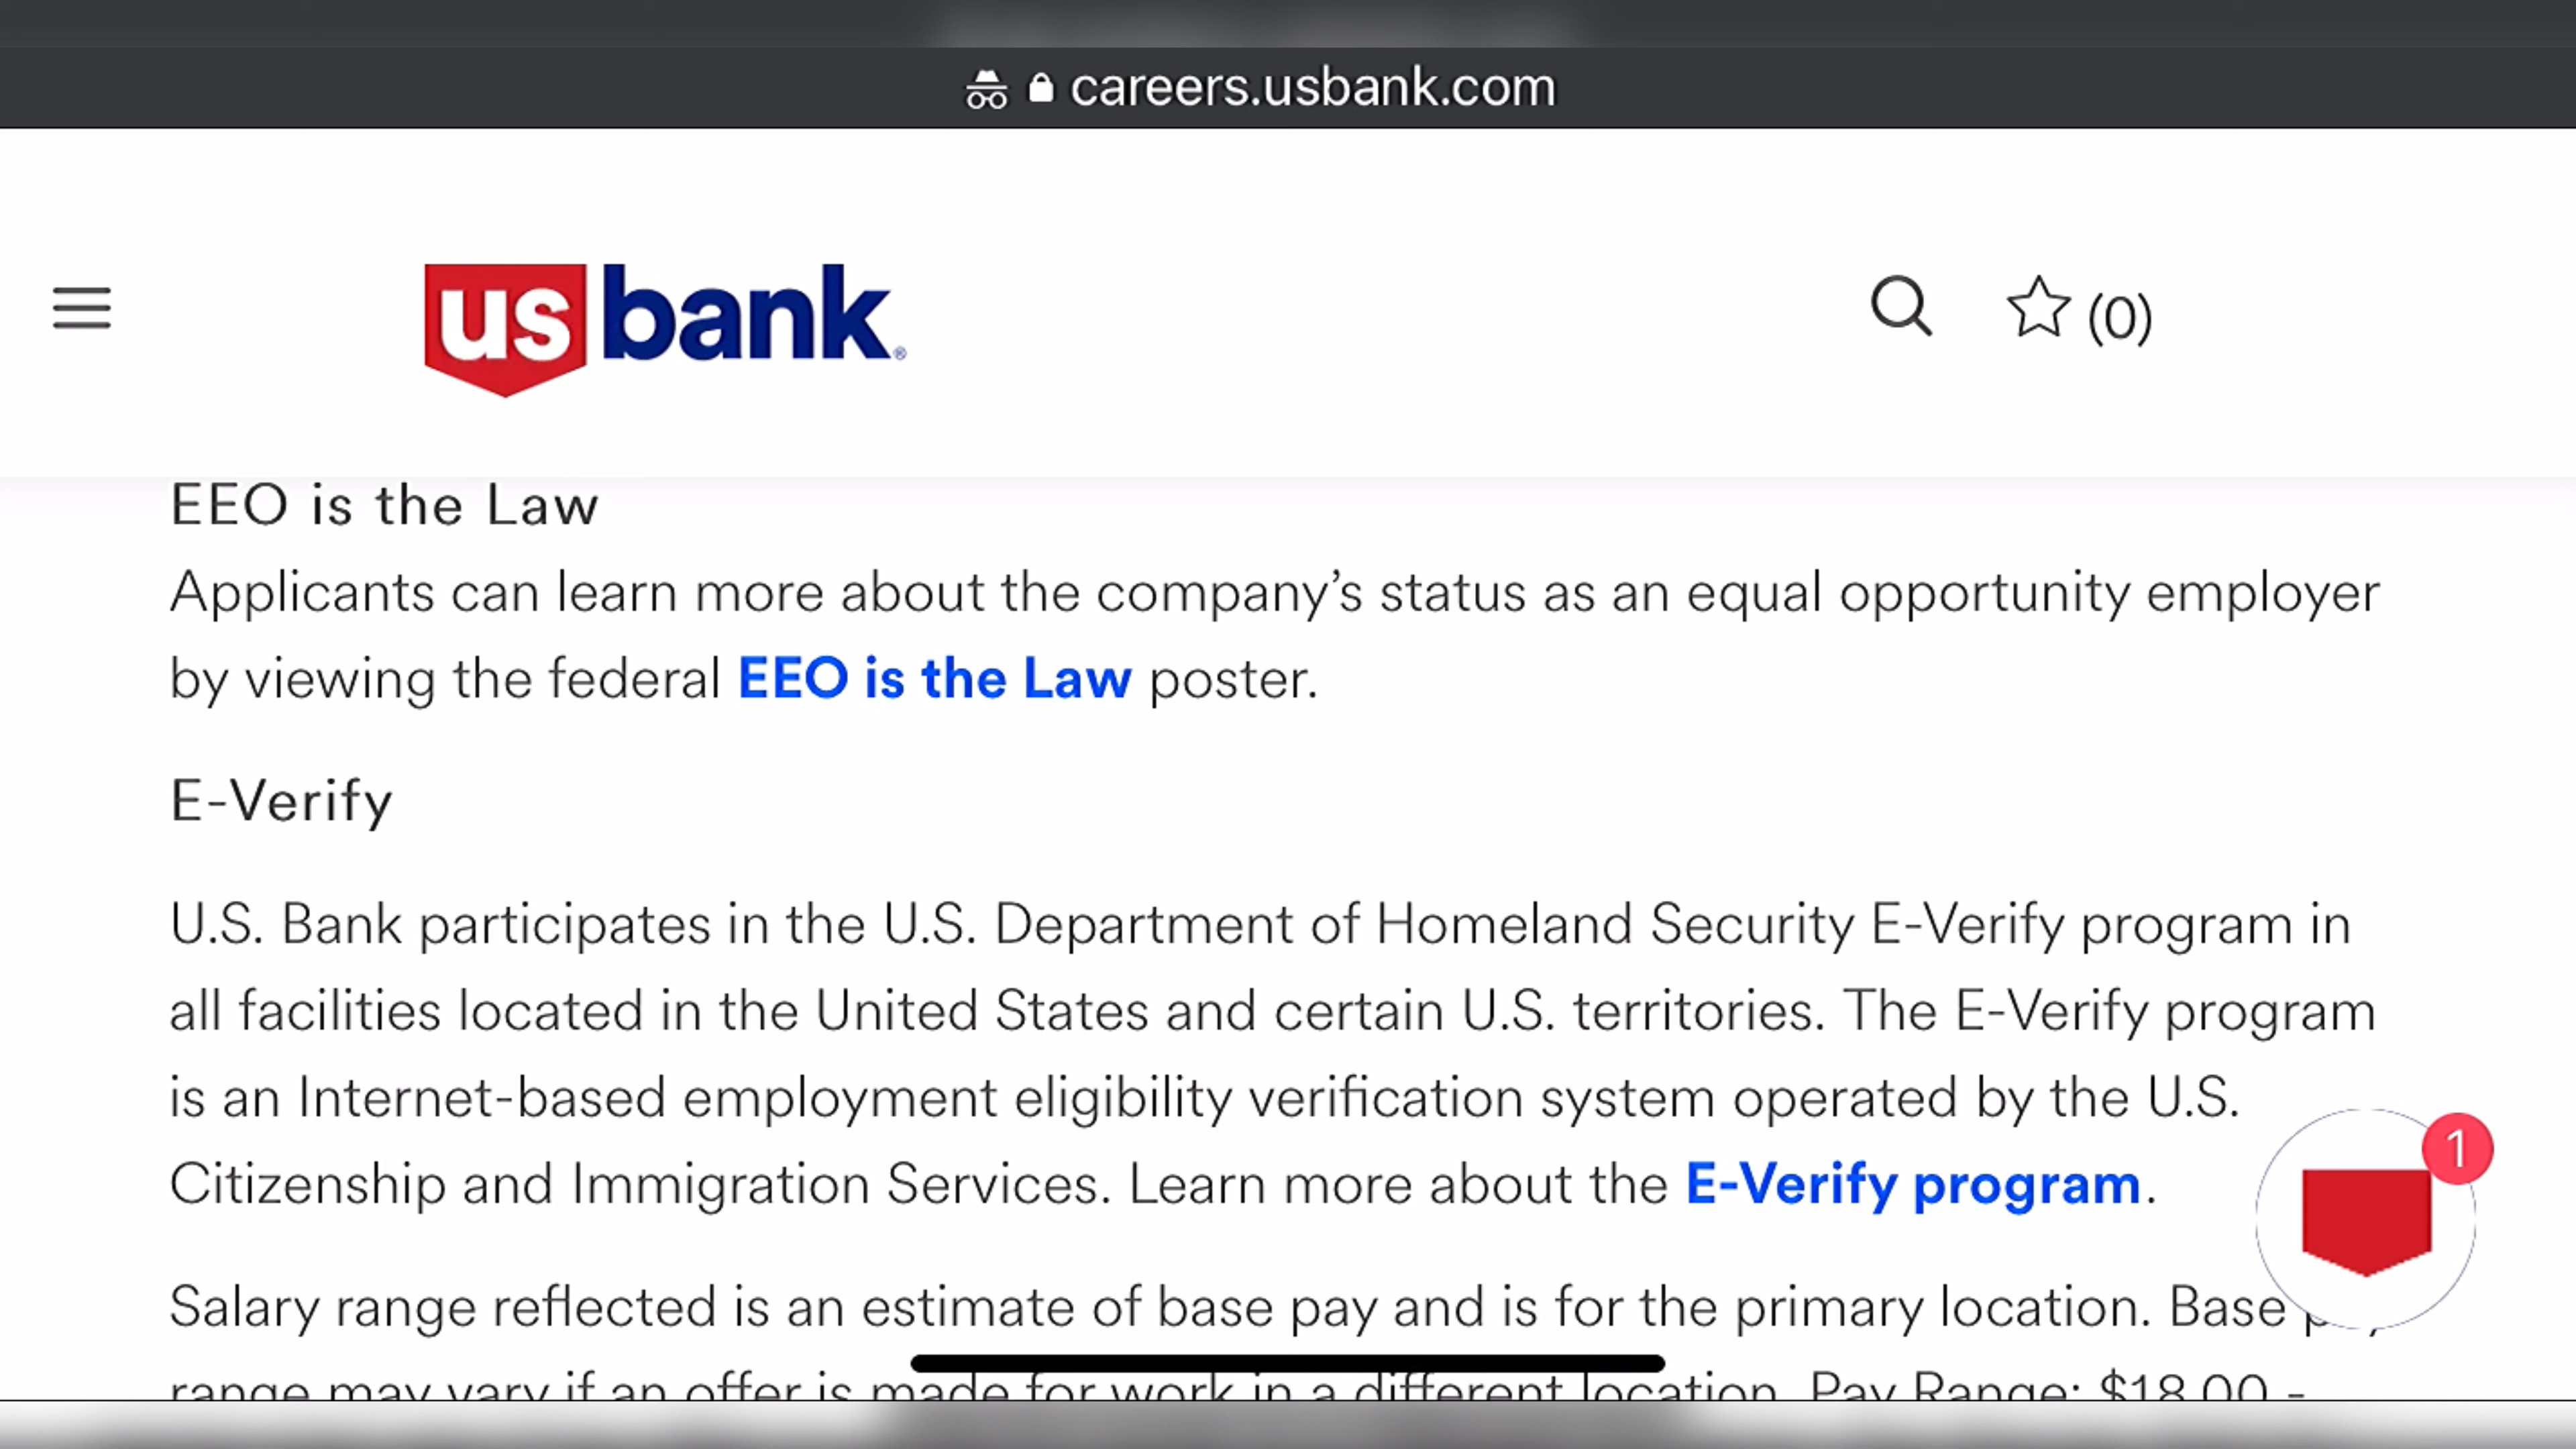 careers.usbank.com
us bank®
(0)
EEO is the Law
Applicants can learn more about the company’s status as an equal opportunity employer
by viewing the federal EEO is the Law poster.
E-Verify
U.S. Bank participates in the U.S. Department of Homeland Security E-Verify program in
all facilities located in the United States and certain U.S. territories. The E-Verify program
is an Internet-based employment eligibility verification system operated by the U.S.
Citizenship and Immigration Services. Learn more about the E-Verify program.
1
Salary range reflected is an estimate of base pay and is for the primary location. Base
range may vary if an offer is made for work in a different location. Pay Range: $18.00 -